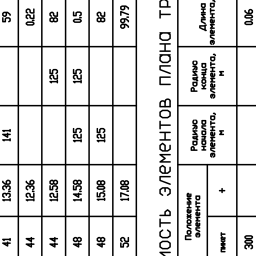 41 13.36 141 59
44 12.36 0.22
44 12.58 125 82
48 14.58 125 125 0.5
48 15.08 125 82
52 17.08 99.79
мость элементов плана тр
Положение
элемента
пикет +
Радиус
начала
элемента,
м
Радиус
конца
элемента,
м
Длина
элемента,
300 0.06